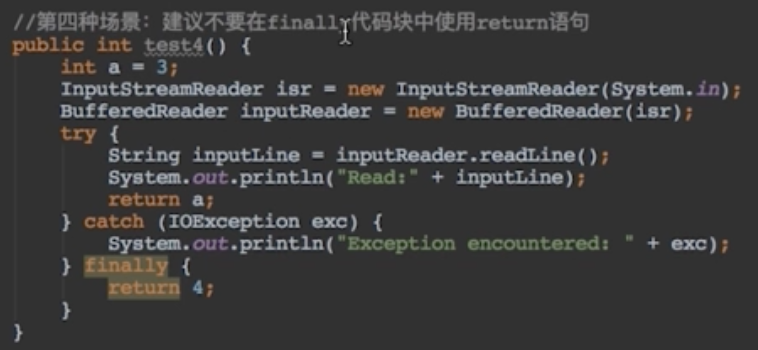 //第四种场景：建议不要在finally代码块中使用return语句
public int test4() {
    int a = 3;
    InputStreamReader isr = new InputStreamReader(System.in);
    BufferedReader inputReader = new BufferedReader(isr);
    try {
        String inputLine = inputReader.readLine();
        System.out.println("Read:" + inputLine);
        return a;
    } catch (IOException exc) {
        System.out.println("Exception encountered: " + exc);
    } finally {
        return 4;
    }
}